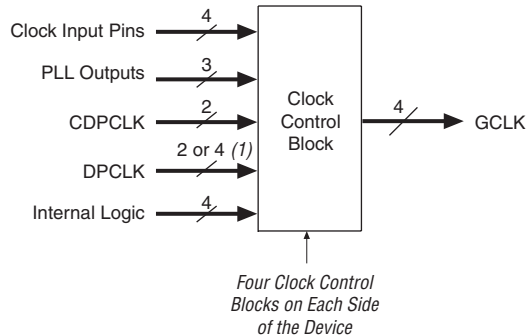 Clock Input Pins
4
PLL Outputs
3
CDPCLK
2
DPCLK
2 or 4 (1)
Internal Logic
4
Clock
Control
Block
4
GCLK
Four Clock Control
Blocks on Each Side
of the Device